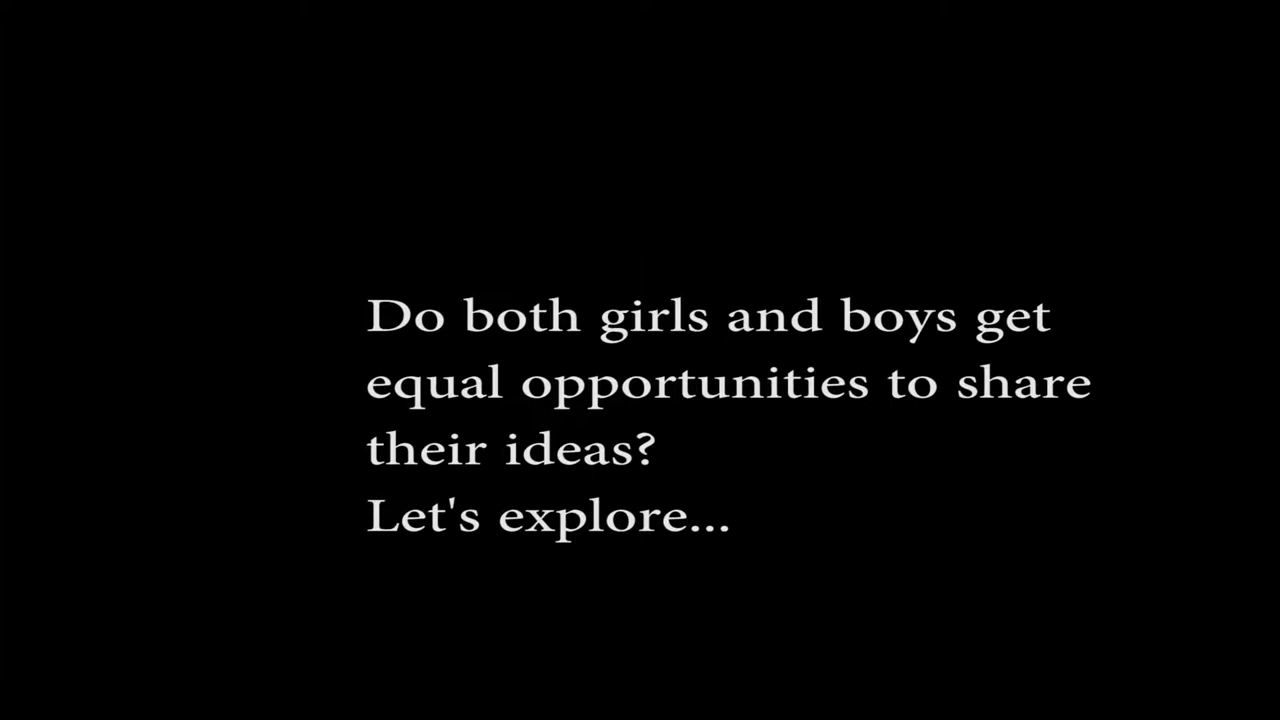 Do both girls and boys get
equal opportunities to share
their ideas?
Let's explore...